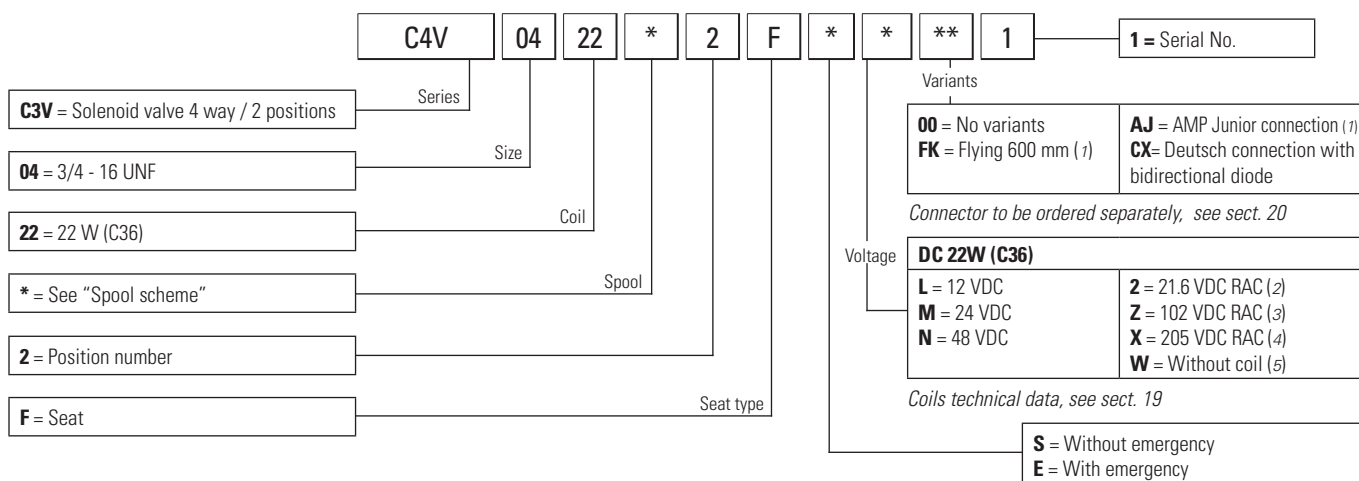 C4V 04 22 * 2 F * * ** 1
1 = Serial No.
Variants
Series
C3V = Solenoid valve 4 way / 2 positions
00 = No variants
FK = Flying 600 mm (1)
AJ = AMP Junior connection (1)
CX= Deutsch connection with
bidirectional diode
Size
04 = 3/4 - 16 UNF
Connector to be ordered separately, see sect. 20
Coil
22 = 22 W (C36)
Voltage
DC 22W (C36)
L = 12 VDC
M = 24 VDC
N = 48 VDC
2 = 21.6 VDC RAC (2)
Z = 102 VDC RAC (3)
X = 205 VDC RAC (4)
W = Without coil (5)
Spool
* = See “Spool scheme”
2 = Position number
Coils technical data, see sect. 19
Seat type
F = Seat
S = Without emergency
E = With emergency